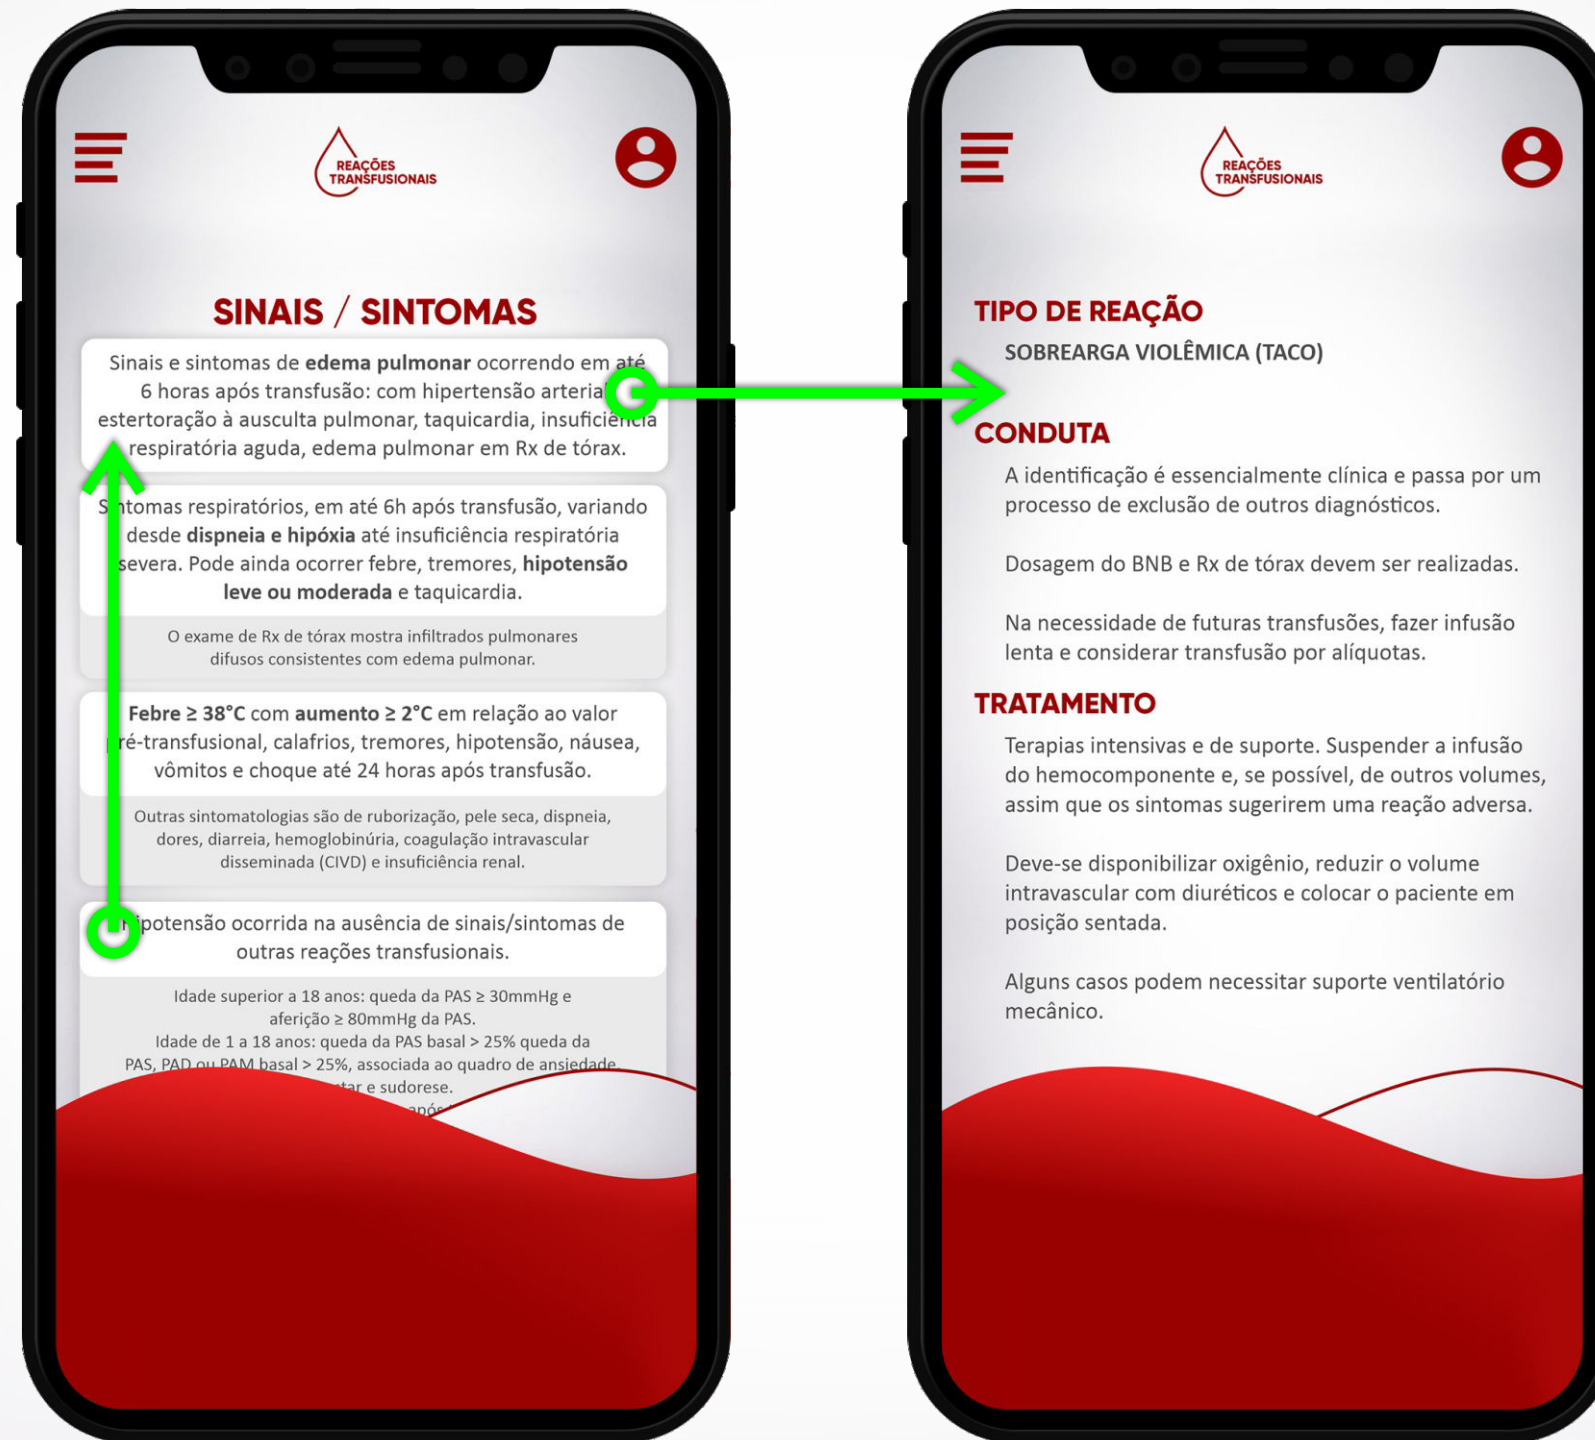 REAÇÕES
TRANSFUSIONAIS
SINAIS / SINTOMAS
Sinais e sintomas de edema pulmonar ocorrendo em até
6 horas após transfusão: com hipertensão arterial
estertoração à ausculta pulmonar, taquicardia, insuficiência
respiratória aguda, edema pulmonar em Rx de tórax.
Sintomas respiratórios, em até 6h após transfusão, variando
desde dispneia e hipóxia até insuficiência respiratória
severa. Pode ainda ocorrer febre, tremores, hipotensão
leve ou moderada e taquicardia.
O exame de Rx de tórax mostra infiltrados pulmonares
difusos consistentes com edema pulmonar.
Febre ≥ 38°C com aumento ≥ 2°C em relação ao valor
pré-transfusional, calafrios, tremores, hipotensão, náusea,
vômitos e choque até 24 horas após transfusão.
Outras sintomatologias são de ruborização, pele seca, dispneia,
dores, diarreia, hemoglobinúria, coagulação intravascular
disseminada (CIVD) e insuficiência renal.
Hipotensão ocorrida na ausência de sinais/sintomas de
outras reações transfusionais.
Idade superior a 18 anos: queda da PAS ≥ 30mmHg e
aferição ≥ 80mmHg da PAS.
Idade de 1 a 18 anos: queda da PAS basal > 25% queda da
PAS, PAD ou PAM basal > 25%, associada ao quadro de ansiedade,
e sudorese.
após
REAÇÕES
TRANSFUSIONAIS
TIPO DE REAÇÃO
SOBREARGA VIOLÊMICA (TACO)
CONDUTA
A identificação é essencialmente clínica e passa por um
processo de exclusão de outros diagnósticos.
Dosagem do BNB e Rx de tórax devem ser realizadas.
Na necessidade de futuras transfusões, fazer infusão
lenta e considerar transfusão por alíquotas.
TRATAMENTO
Terapias intensivas e de suporte. Suspender a infusão
do hemocomponente e, se possível, de outros volumes,
assim que os sintomas sugerirem uma reação adversa.
Deve-se disponibilizar oxigênio, reduzir o volume
intravascular com diuréticos e colocar o paciente em
posição sentada.
Alguns casos podem necessitar suporte ventilatório
mecânico.